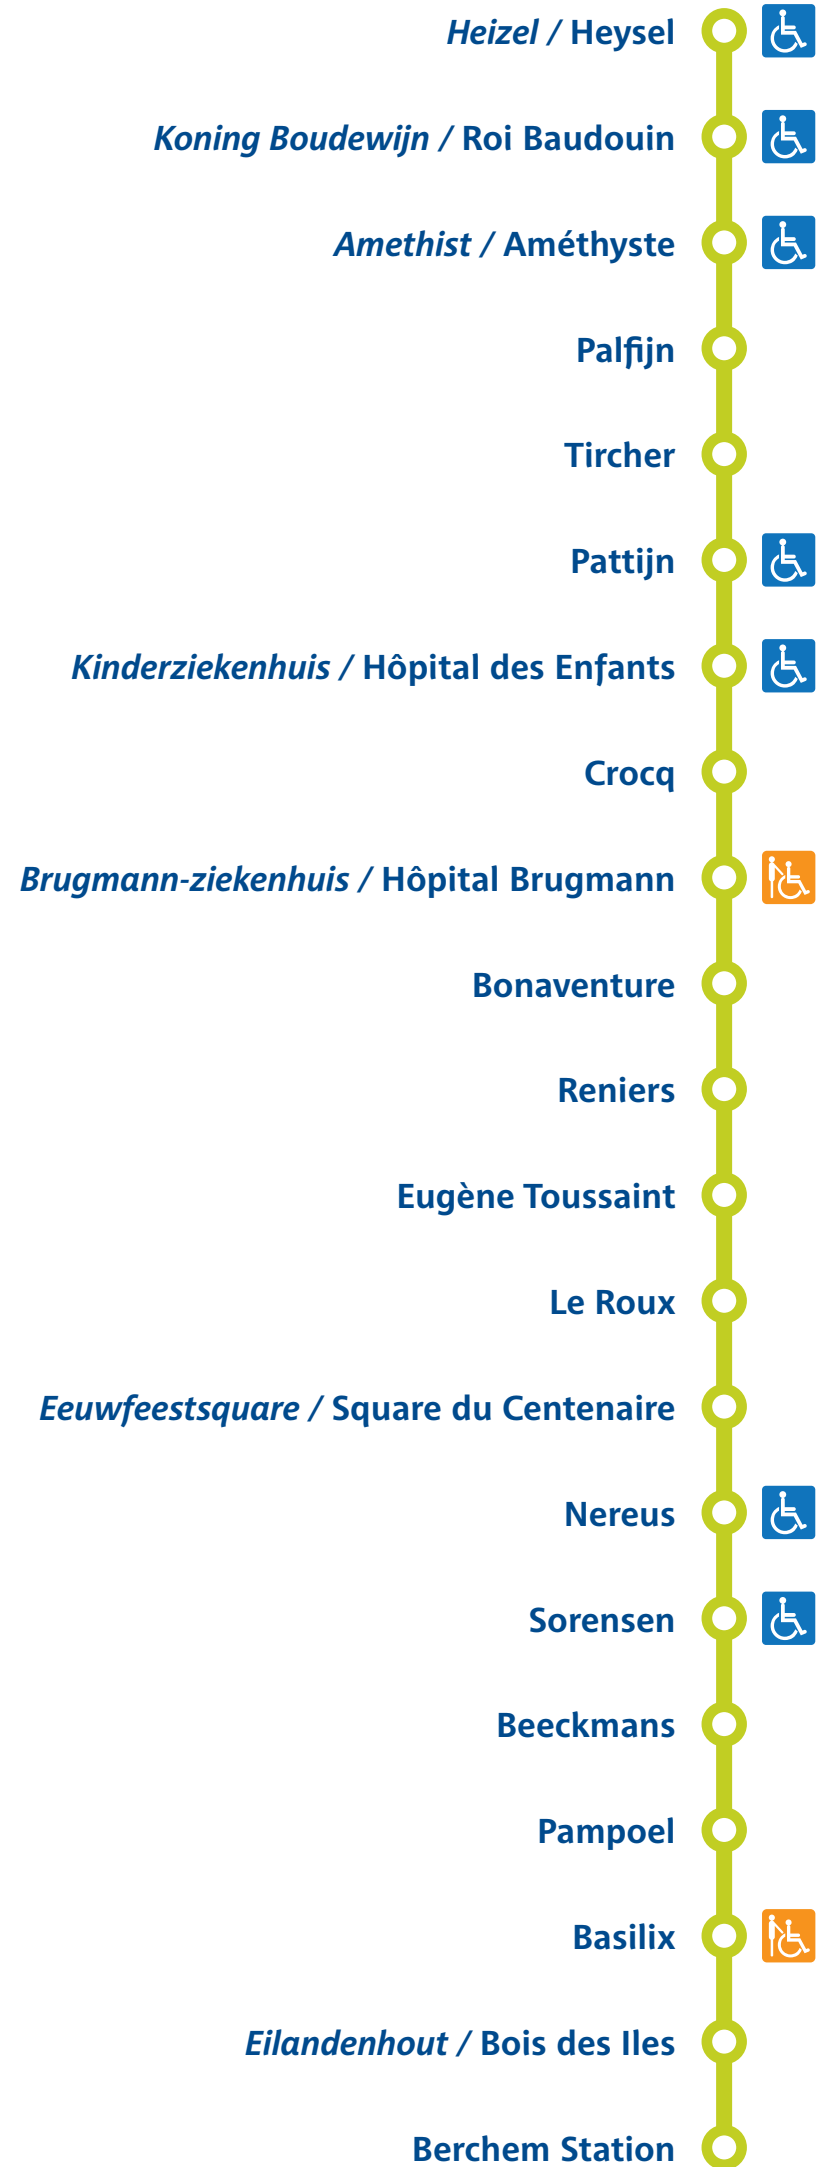 Heizel / Heysel
Koning Boudewijn / Roi Baudouin
Amethist / Améthyste
Palfijn
Tircher
Pattijn
Kinderziekenhuis / Hôpital des Enfants
Crocq
Brugmann-ziekenhuis / Hôpital Brugmann
Bonaventure
Reniers
Eugène Toussaint
Le Roux
Eeuwfeestsquare / Square du Centenaire
Nereus
Sorensen
Beeckmans
Pampoel
Basilix
Eilandenhout / Bois des Iles
Berchem Station